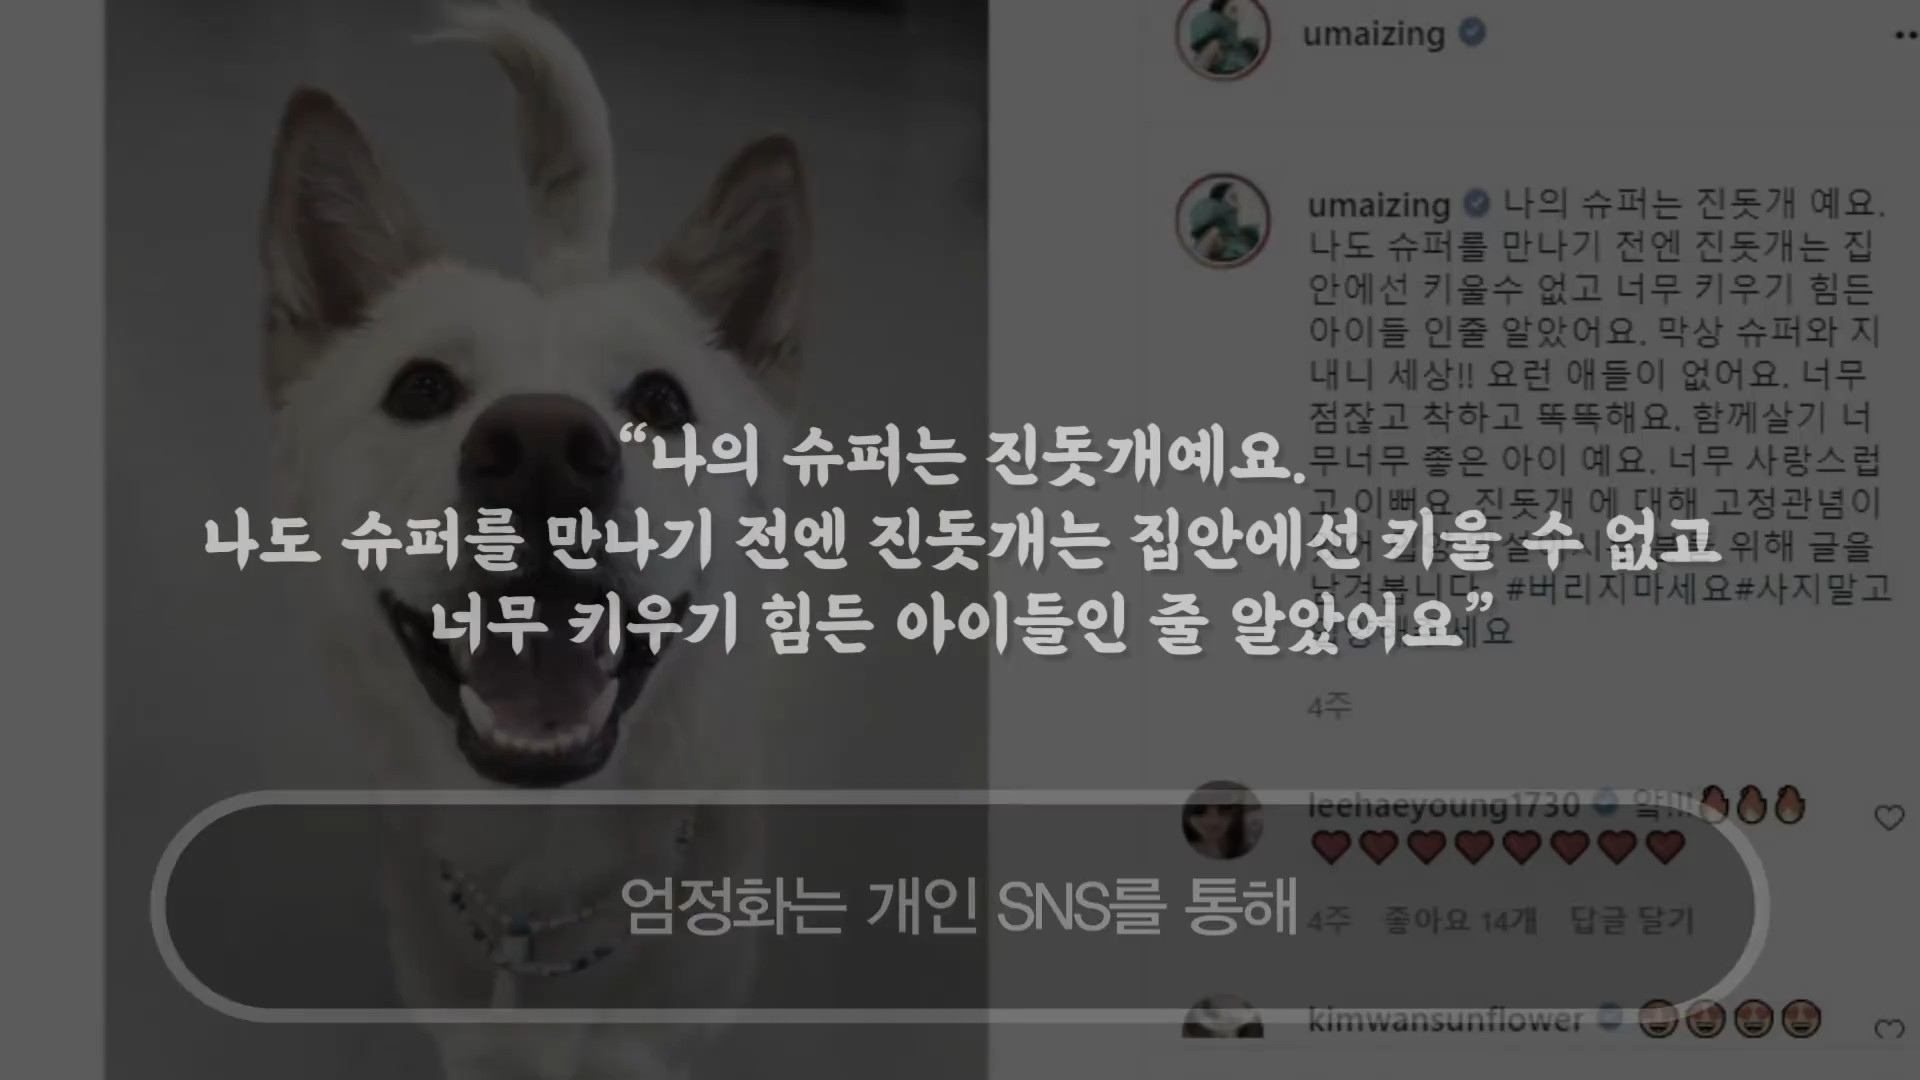 umaizing
umaizing 나의 슈퍼는 진돗개 예요.
나도 슈퍼를 만나기 전엔 진돗개는 집
안에선 키울수 없고 너무 키우기 힘든
아이들 인줄 알았어요. 막상 슈퍼와 지
내니 세상!! 요런 애들이 없어요. 너무
점잖고 착하고 똑똑해요. 함께살기 너
무너무 좋은 아이 예요. 너무 사랑스럽
고 이뻐요. 진돗개 에 대해 고정관념이
위해 글을
남겨봅니다. #버리지마세요#사지말고
세요
4주
“나의 슈퍼는 진돗개예요.
나도 슈퍼를 만나기 전엔 진돗개는 집안에선 키울 수 없고
너무 키우기 힘든 아이들인 줄 알았어요”
leehaeyoung1730 🔥🔥🔥
❤❤❤❤❤❤❤❤
4주 좋아요 14개 답글 달기
엄정화는 개인 SNS를 통해
kimwansunflower 😍😍😍😍